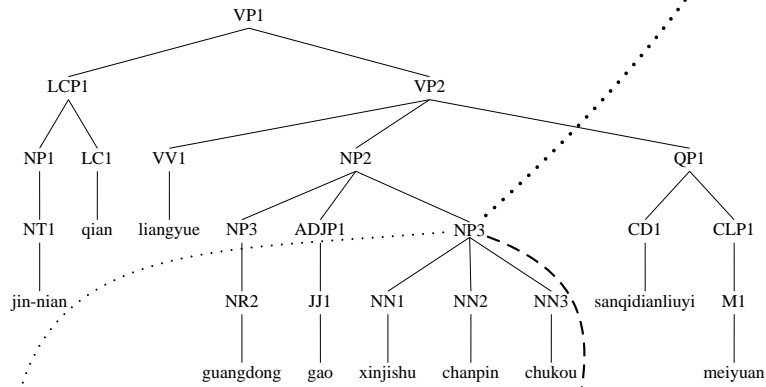 VP1
LCP1 VP2
NP1 LC1 VV1 NP2 QP1
NT1 qian liangyue NP3 ADJP1 NP3 CD1 CLP1
jin-nian NR2 JJ1 NN1 NN2 NN3 sanqidianliuyi M1
guangdong gao xinjishu chanpin chukou meiyuan